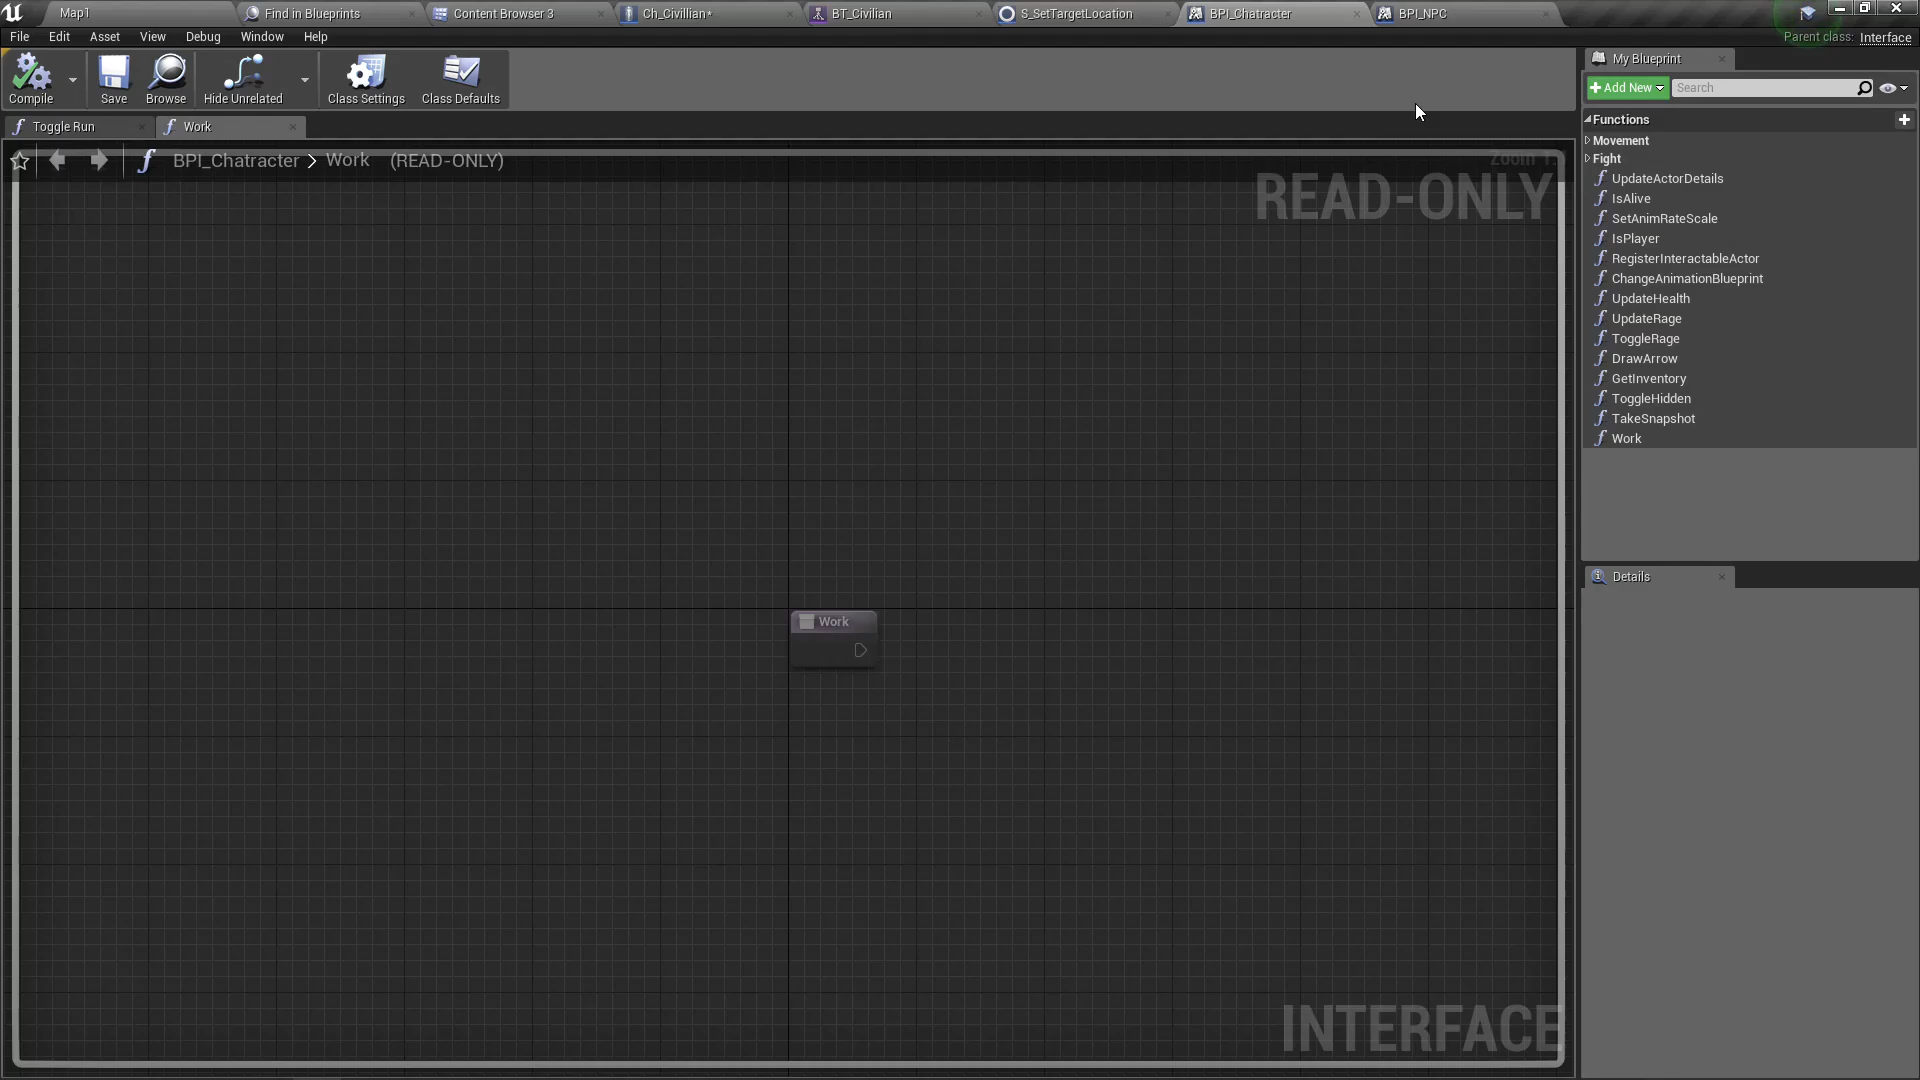 Map1
Find in Blueprints
Content Browser 3
Ch_Civillian*
BT_Civilian
S_SetTargetLocation
BPI_Chatracter
BPI_NPC
File Edit Asset View Debug Window Help
Parent class: Interface
Compile
Save
Browse
Hide Unrelated
Class Settings
Class Defaults
My Blueprint
+ Add New
Search
Toggle Run
Work
BPI_Chatracter > Work (READ-ONLY)
READ-ONLY
Functions
Movement
Fight
UpdateActorDetails
IsAlive
SetAnimRateScale
IsPlayer
RegisterInteractableActor
ChangeAnimationBlueprint
UpdateHealth
UpdateRage
ToggleRage
DrawArrow
GetInventory
ToggleHidden
TakeSnapshot
Work
Details
Work
INTERFACE